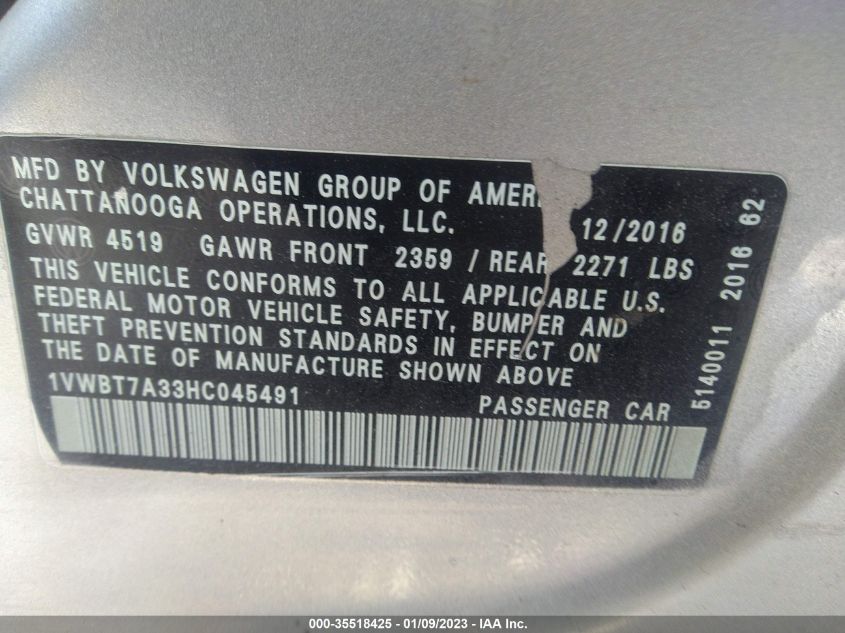 MFD BY VOLKSWAGEN GROUP OF AMER
CHATTANOOGA OPERATIONS, LLC. 12/2016
GVWR 4519 GAWR FRONT 2359 / REAR 2271 LBS
THIS VEHICLE CONFORMS TO ALL APPLICABLE U.S.
FEDERAL MOTOR VEHICLE SAFETY, BUMPER AND
THEFT PREVENTION STANDARDS IN EFFECT ON
THE DATE OF MANUFACTURE SHOWN ABOVE
1VWBT7A33HC045491 PASSENGER CAR
5140011 2016 62
000-35518425 - 01/09/2023 - IAA Inc.